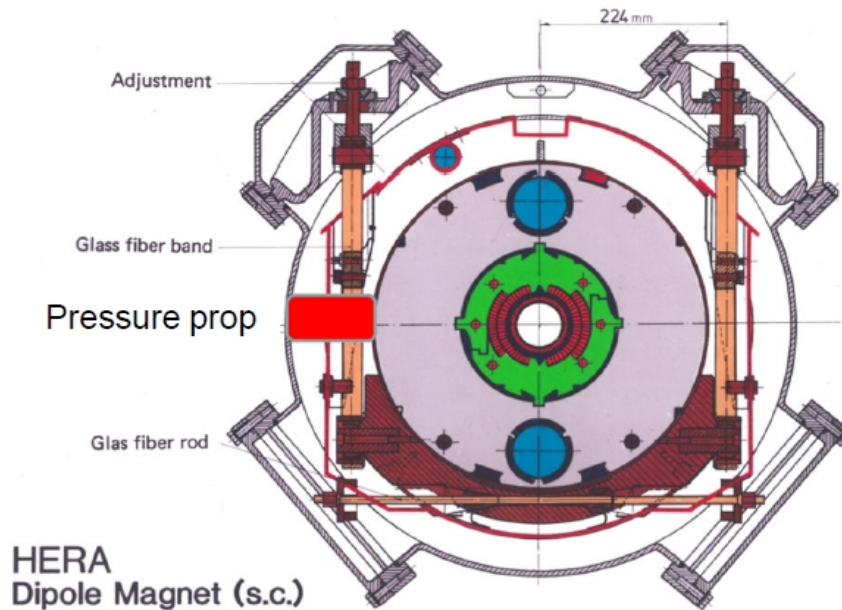 224 mm
Adjustment
Glass fiber band
Pressure prop
Glas fiber rod
HERA
Dipole Magnet (s.c.)